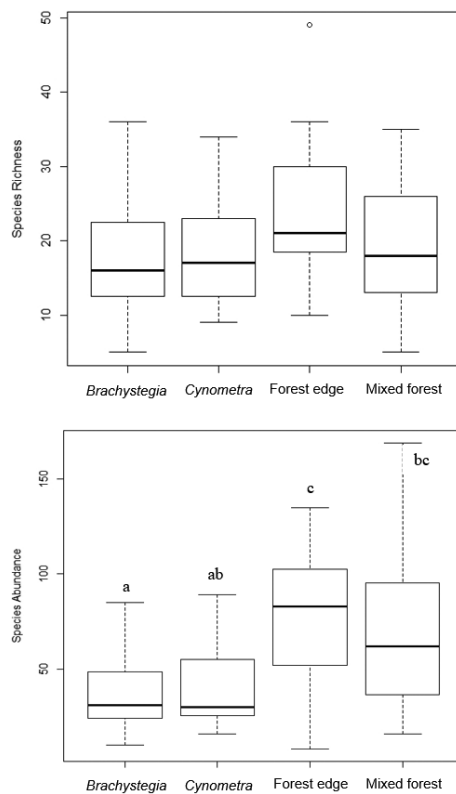 Species Richness
50
40
30
20
10
Brachystegia Cynometra Forest edge Mixed forest
Species Abundance
150
100
50
a
ab
c
bc
Brachystegia Cynometra Forest edge Mixed forest